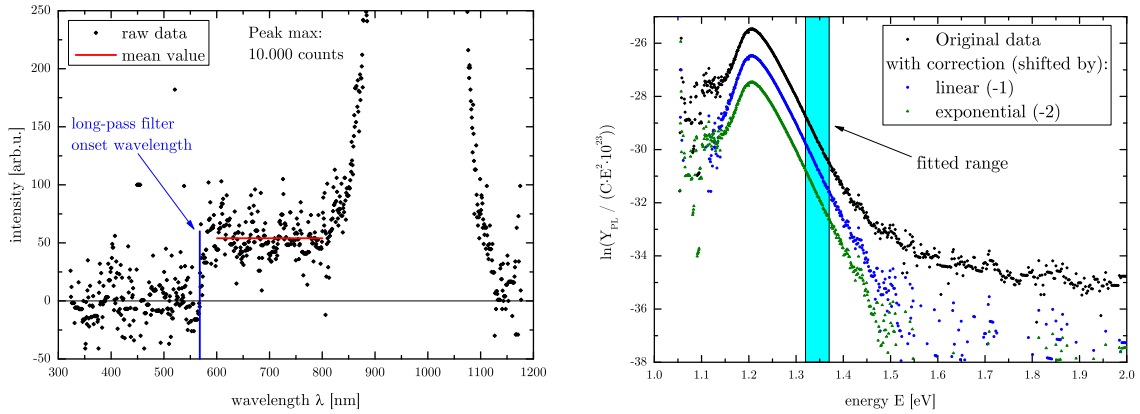 raw data
mean value
Peak max:
10.000 counts
long-pass filter
onset wavelength
intensity [arb.u.]
250
200
150
100
50
0
-50
300 400 500 600 700 800 900 1000 1100 1200
wavelength λ [nm]
Original data
with correction (shifted by):
linear (-1)
exponential (-2)
fitted range
ln(Y_PL / (C·E²·10²³))
-26
-28
-30
-32
-34
-36
-38
1.0 1.1 1.2 1.3 1.4 1.5 1.6 1.7 1.8 1.9 2.0
energy E [eV]